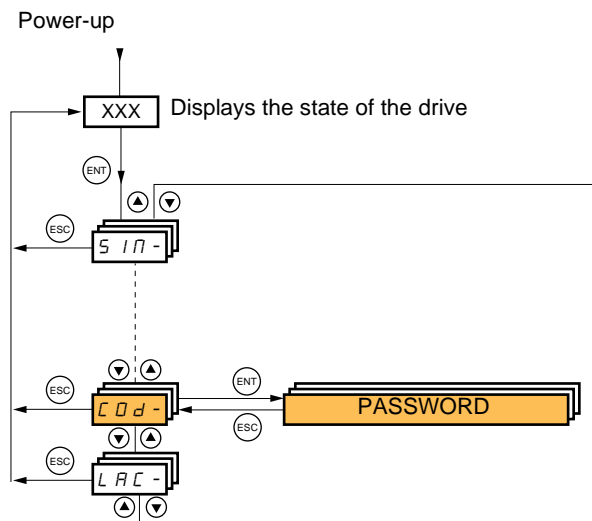 Power-up
XXX Displays the state of the drive
ENT
ESC
SIM-
ESC
ENT
COd-
PASSWORD
ESC
ESC
LAC-